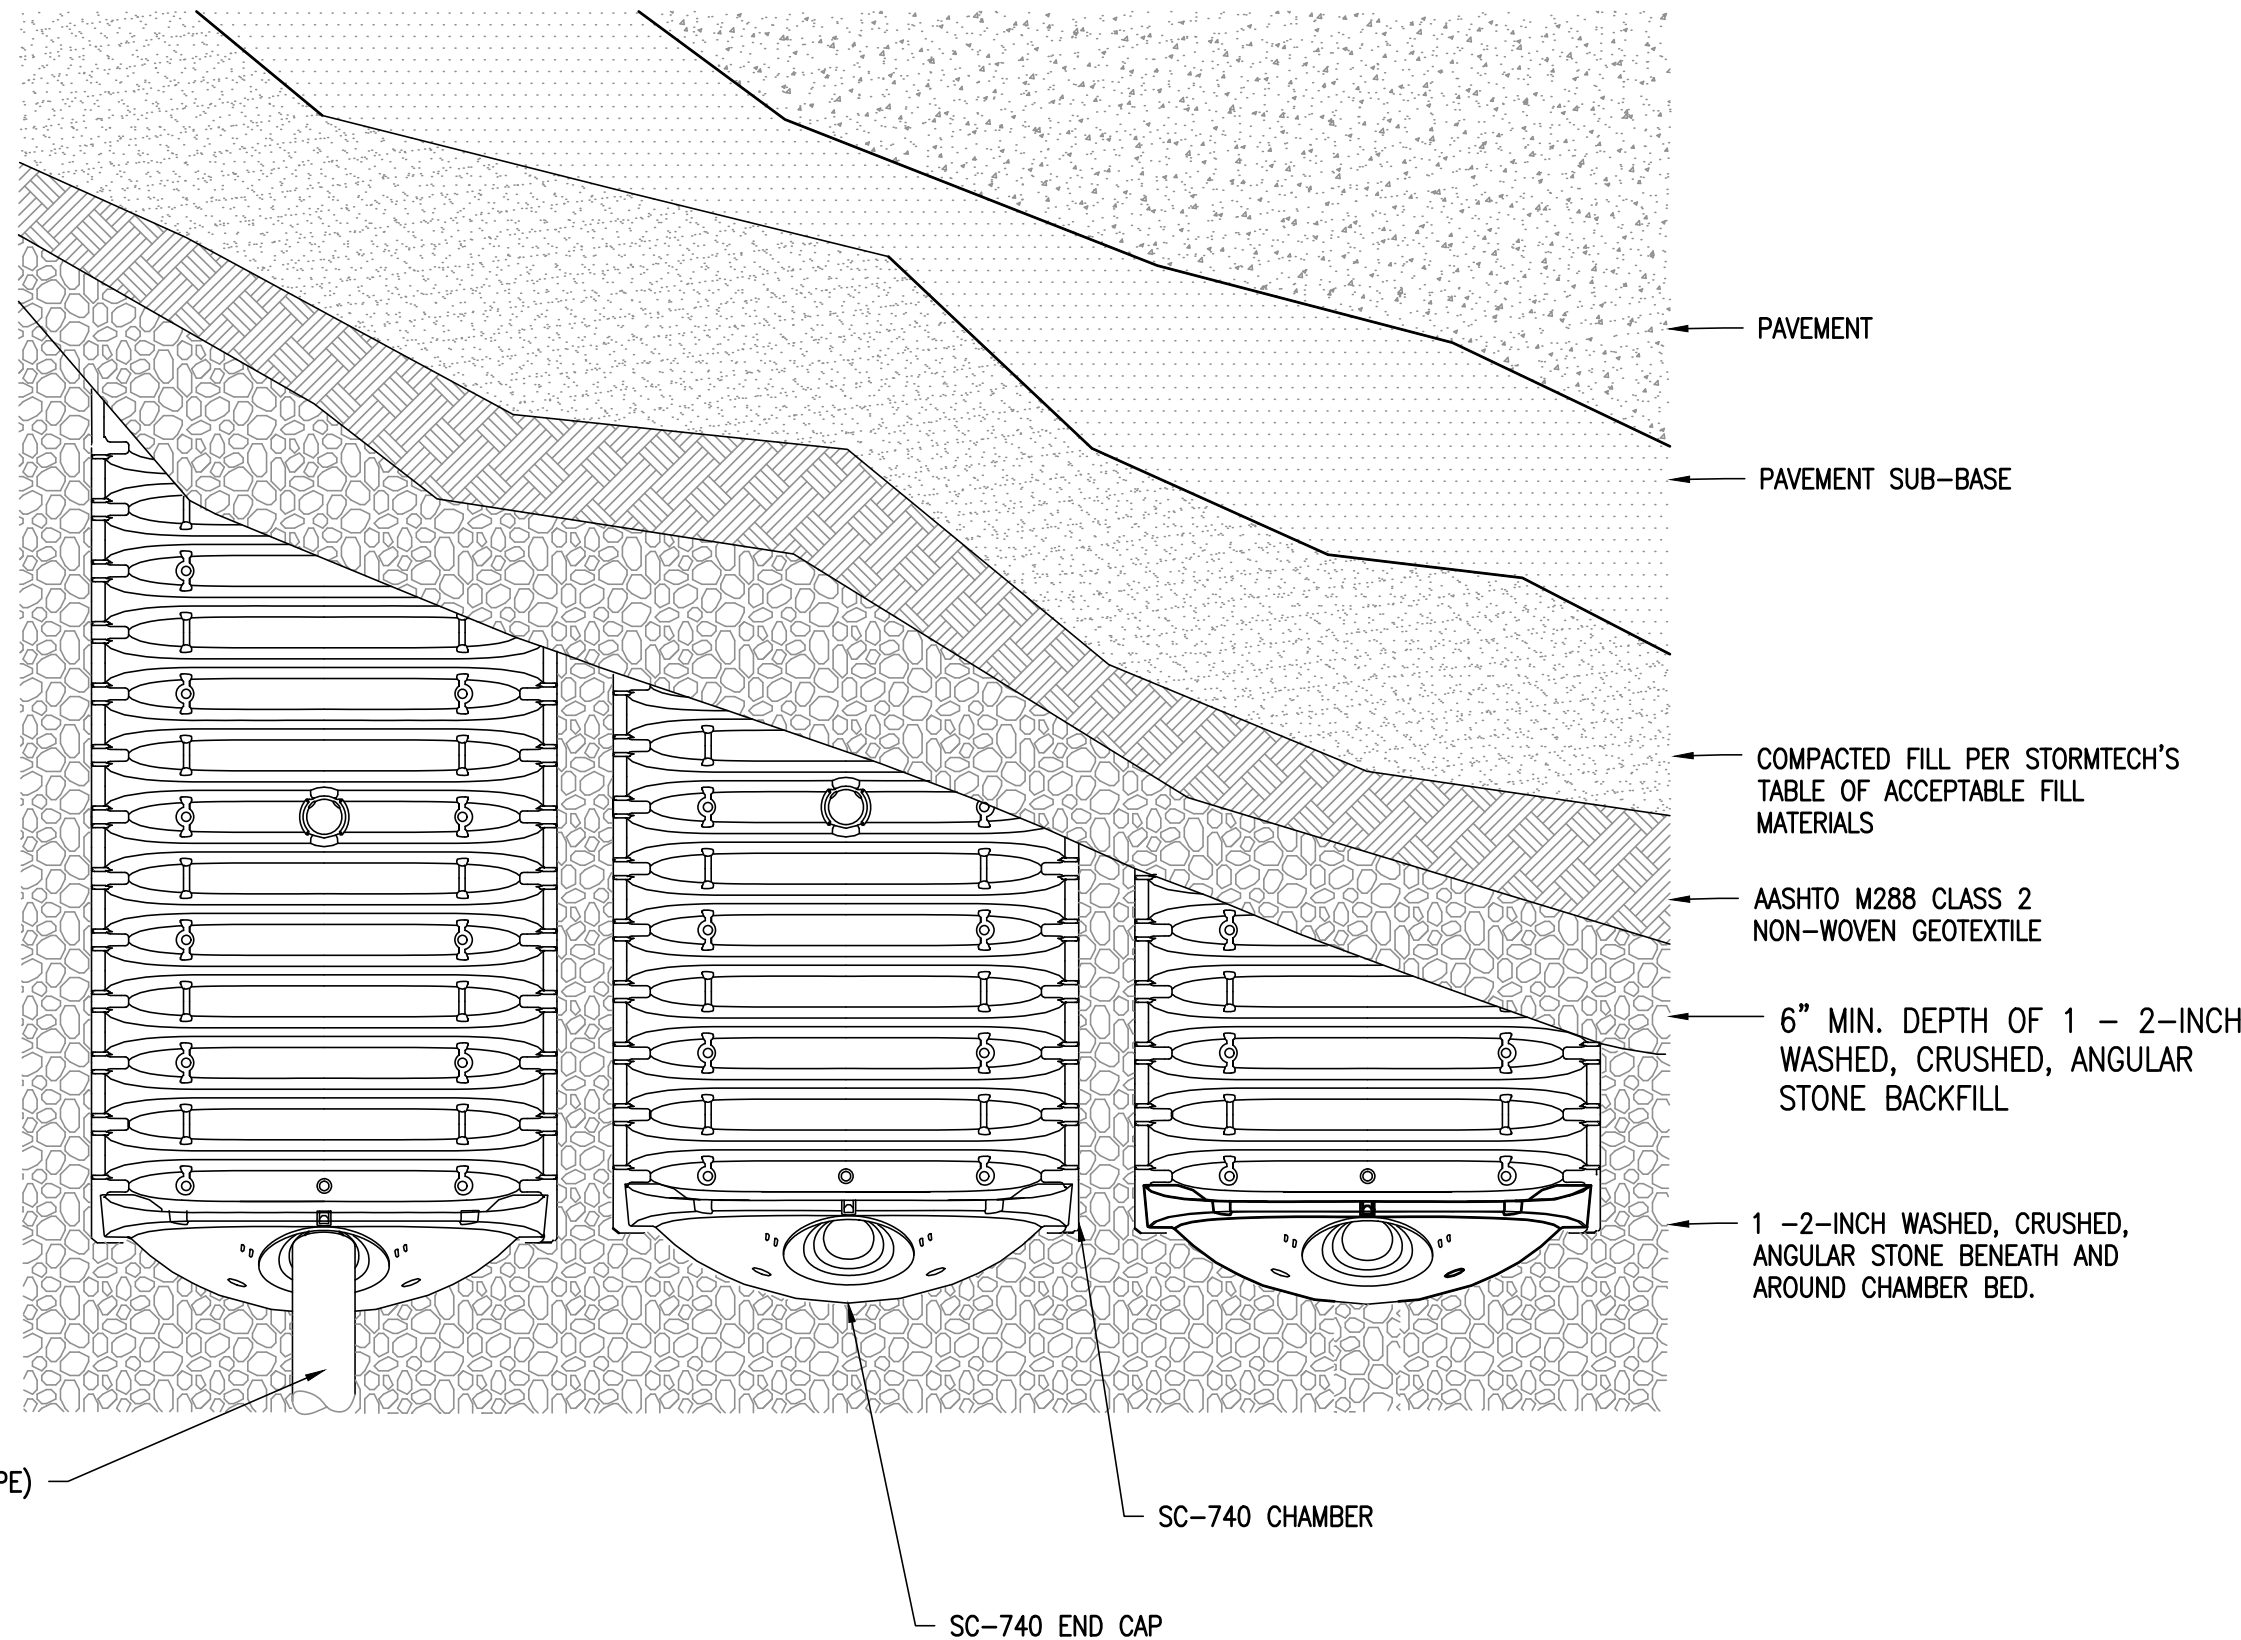 PAVEMENT
PAVEMENT SUB-BASE
COMPACTED FILL PER STORMTECH'S
TABLE OF ACCEPTABLE FILL
MATERIALS
AASHTO M288 CLASS 2
NON-WOVEN GEOTEXTILE
6" MIN. DEPTH OF 1 - 2-INCH
WASHED, CRUSHED, ANGULAR
STONE BACKFILL
1 -2-INCH WASHED, CRUSHED,
ANGULAR STONE BENEATH AND
AROUND CHAMBER BED.
SC-740 CHAMBER
SC-740 END CAP